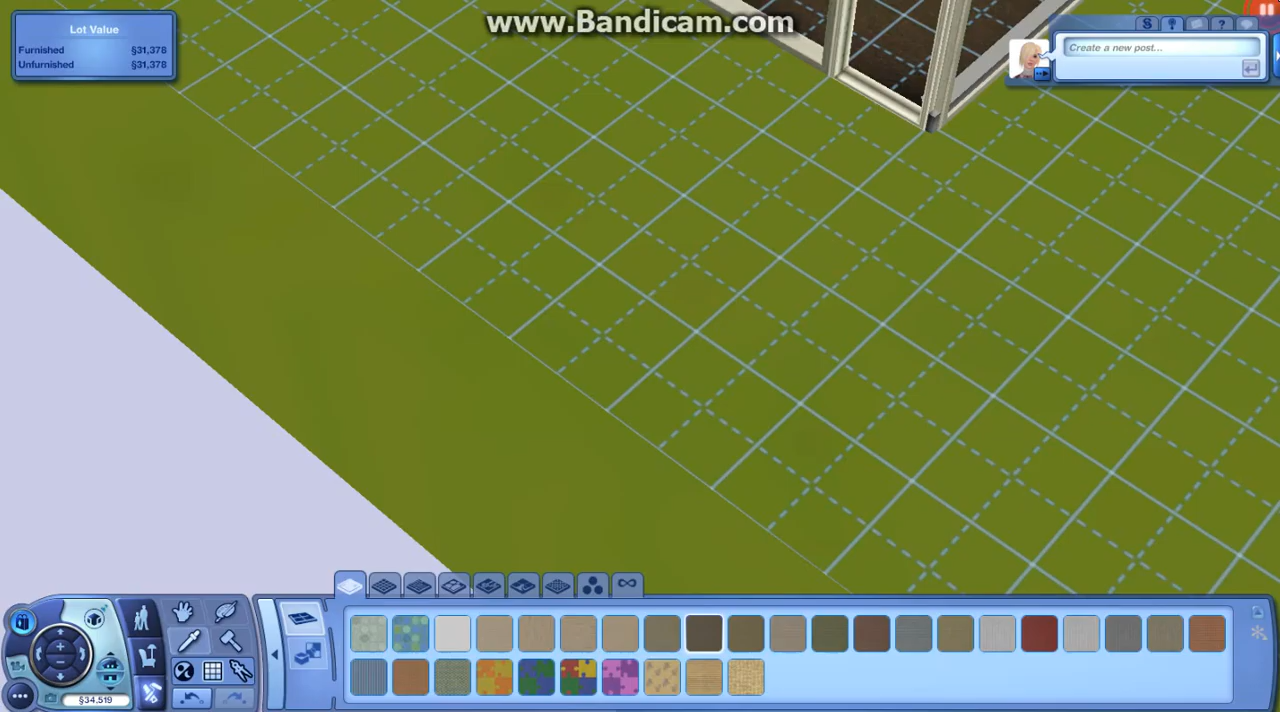 www.Bandicam.com
Lot Value
Furnished §31,378
Unfurnished §31,378
Create a new post...
§34,519